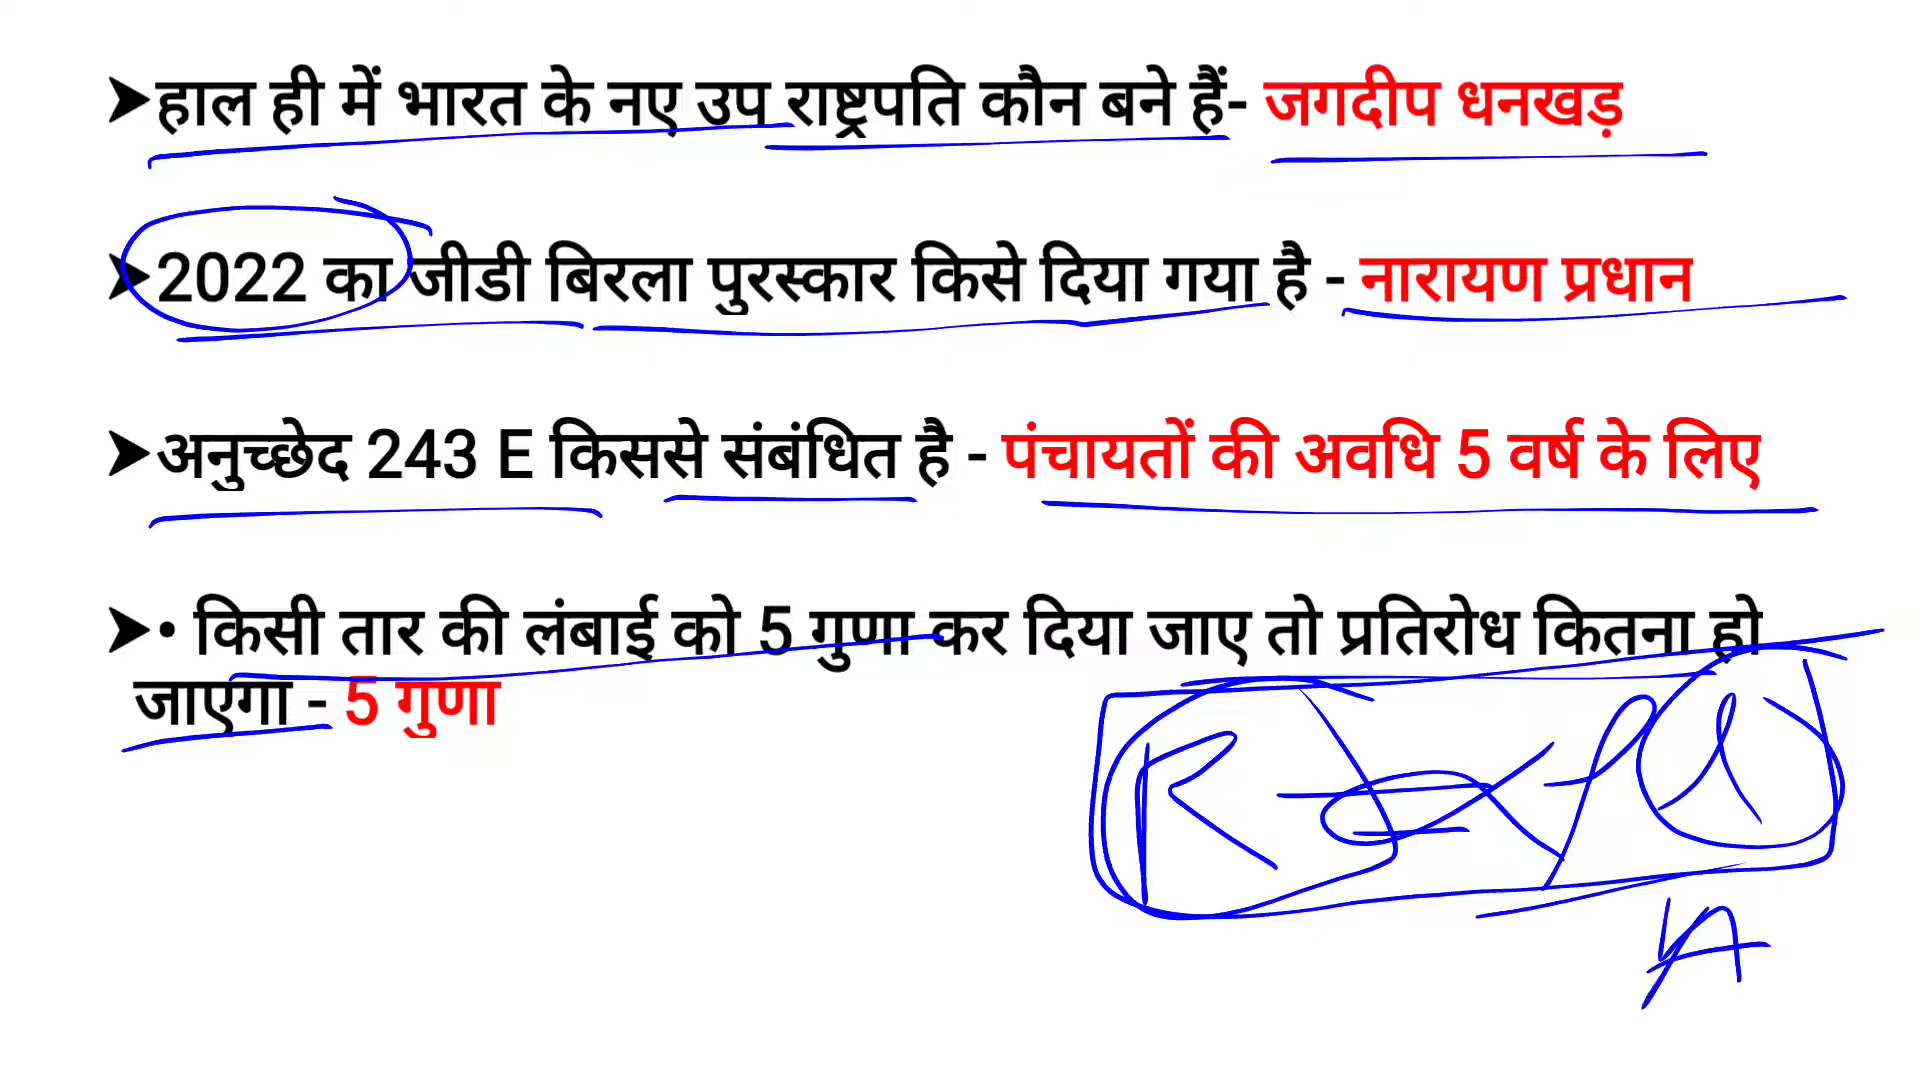 ➤हाल ही में भारत के नए उप राष्ट्रपति कौन बने हैं- जगदीप धनखड़
➤2022 का जीडी बिरला पुरस्कार किसे दिया गया है - नारायण प्रधान
➤अनुच्छेद 243 E किससे संबंधित है - पंचायतों की अवधि 5 वर्ष के लिए
➤• किसी तार की लंबाई को 5 गुणा कर दिया जाए तो प्रतिरोध कितना हो
जाएगा - 5 गुणा
R
l
A